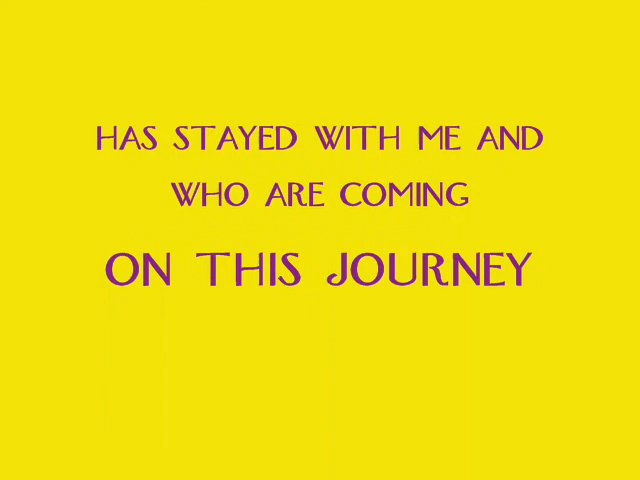 HAS STAYED WITH ME AND
WHO ARE COMING
ON THIS JOURNEY